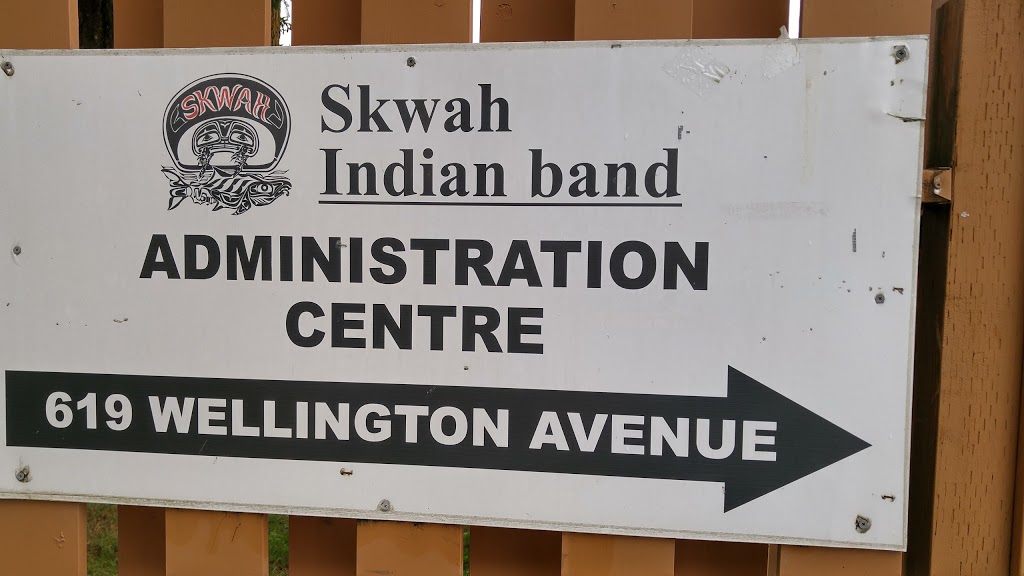 SKWAH
Skwah
Indian band
ADMINISTRATION
CENTRE
619 WELLINGTON AVENUE